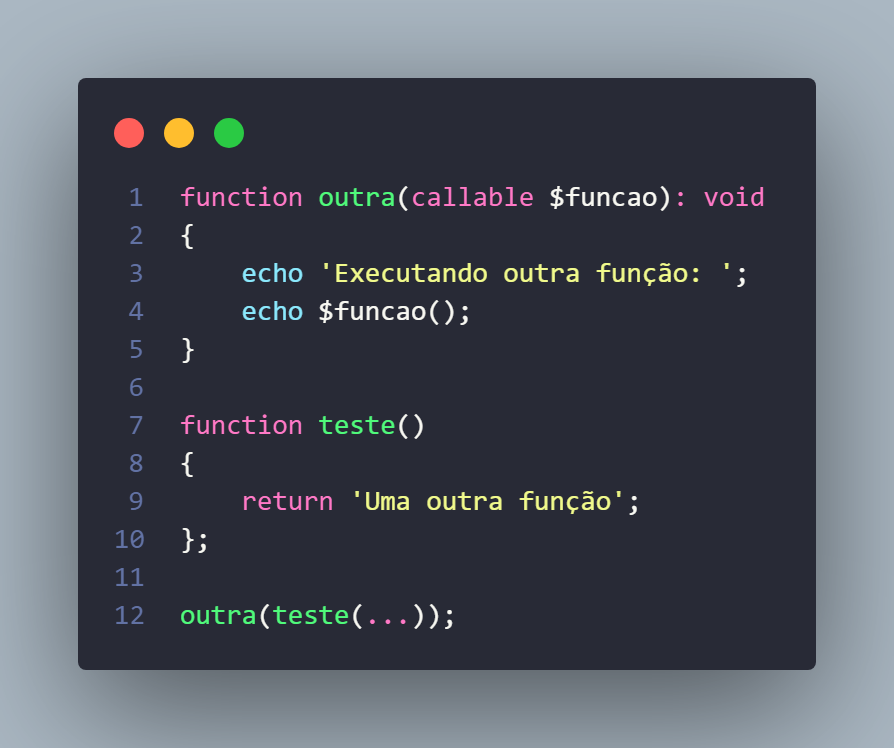 1 function outra(callable $funcao): void
2 {
3     echo 'Executando outra função: ';
4     echo $funcao();
5 }
6
7 function teste()
8 {
9     return 'Uma outra função';
10 };
11
12 outra(teste(...));